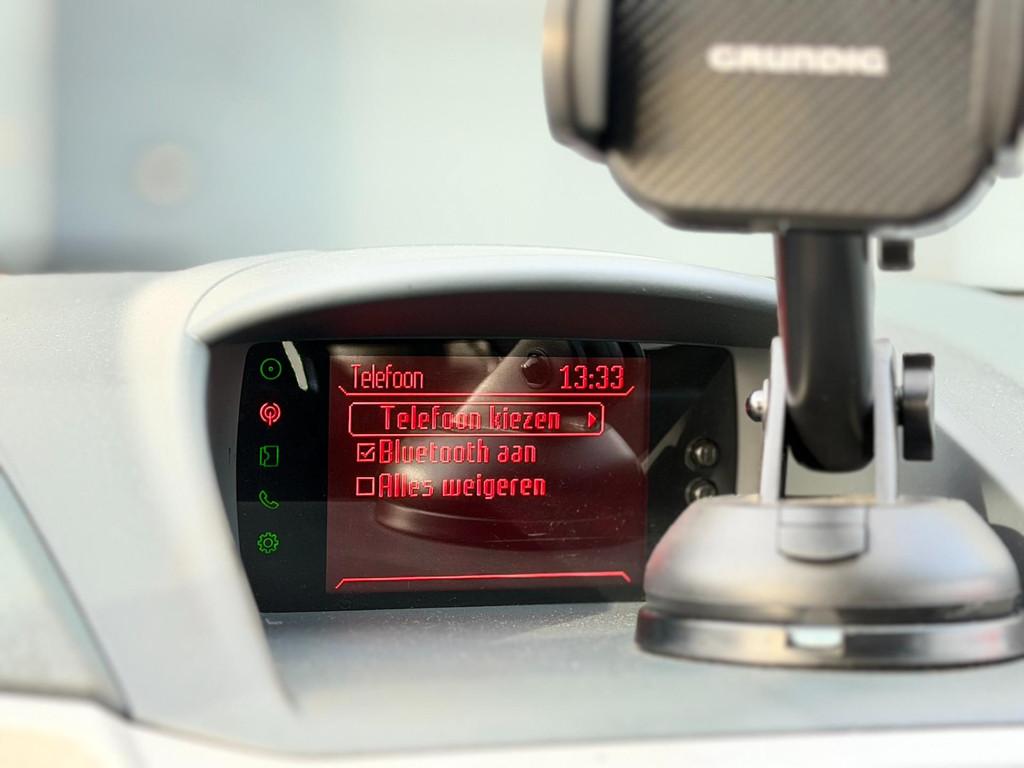 GRUNDIG
Telefoon 13:33
Telefoon kiezen
Bluetooth aan
Alles weigeren